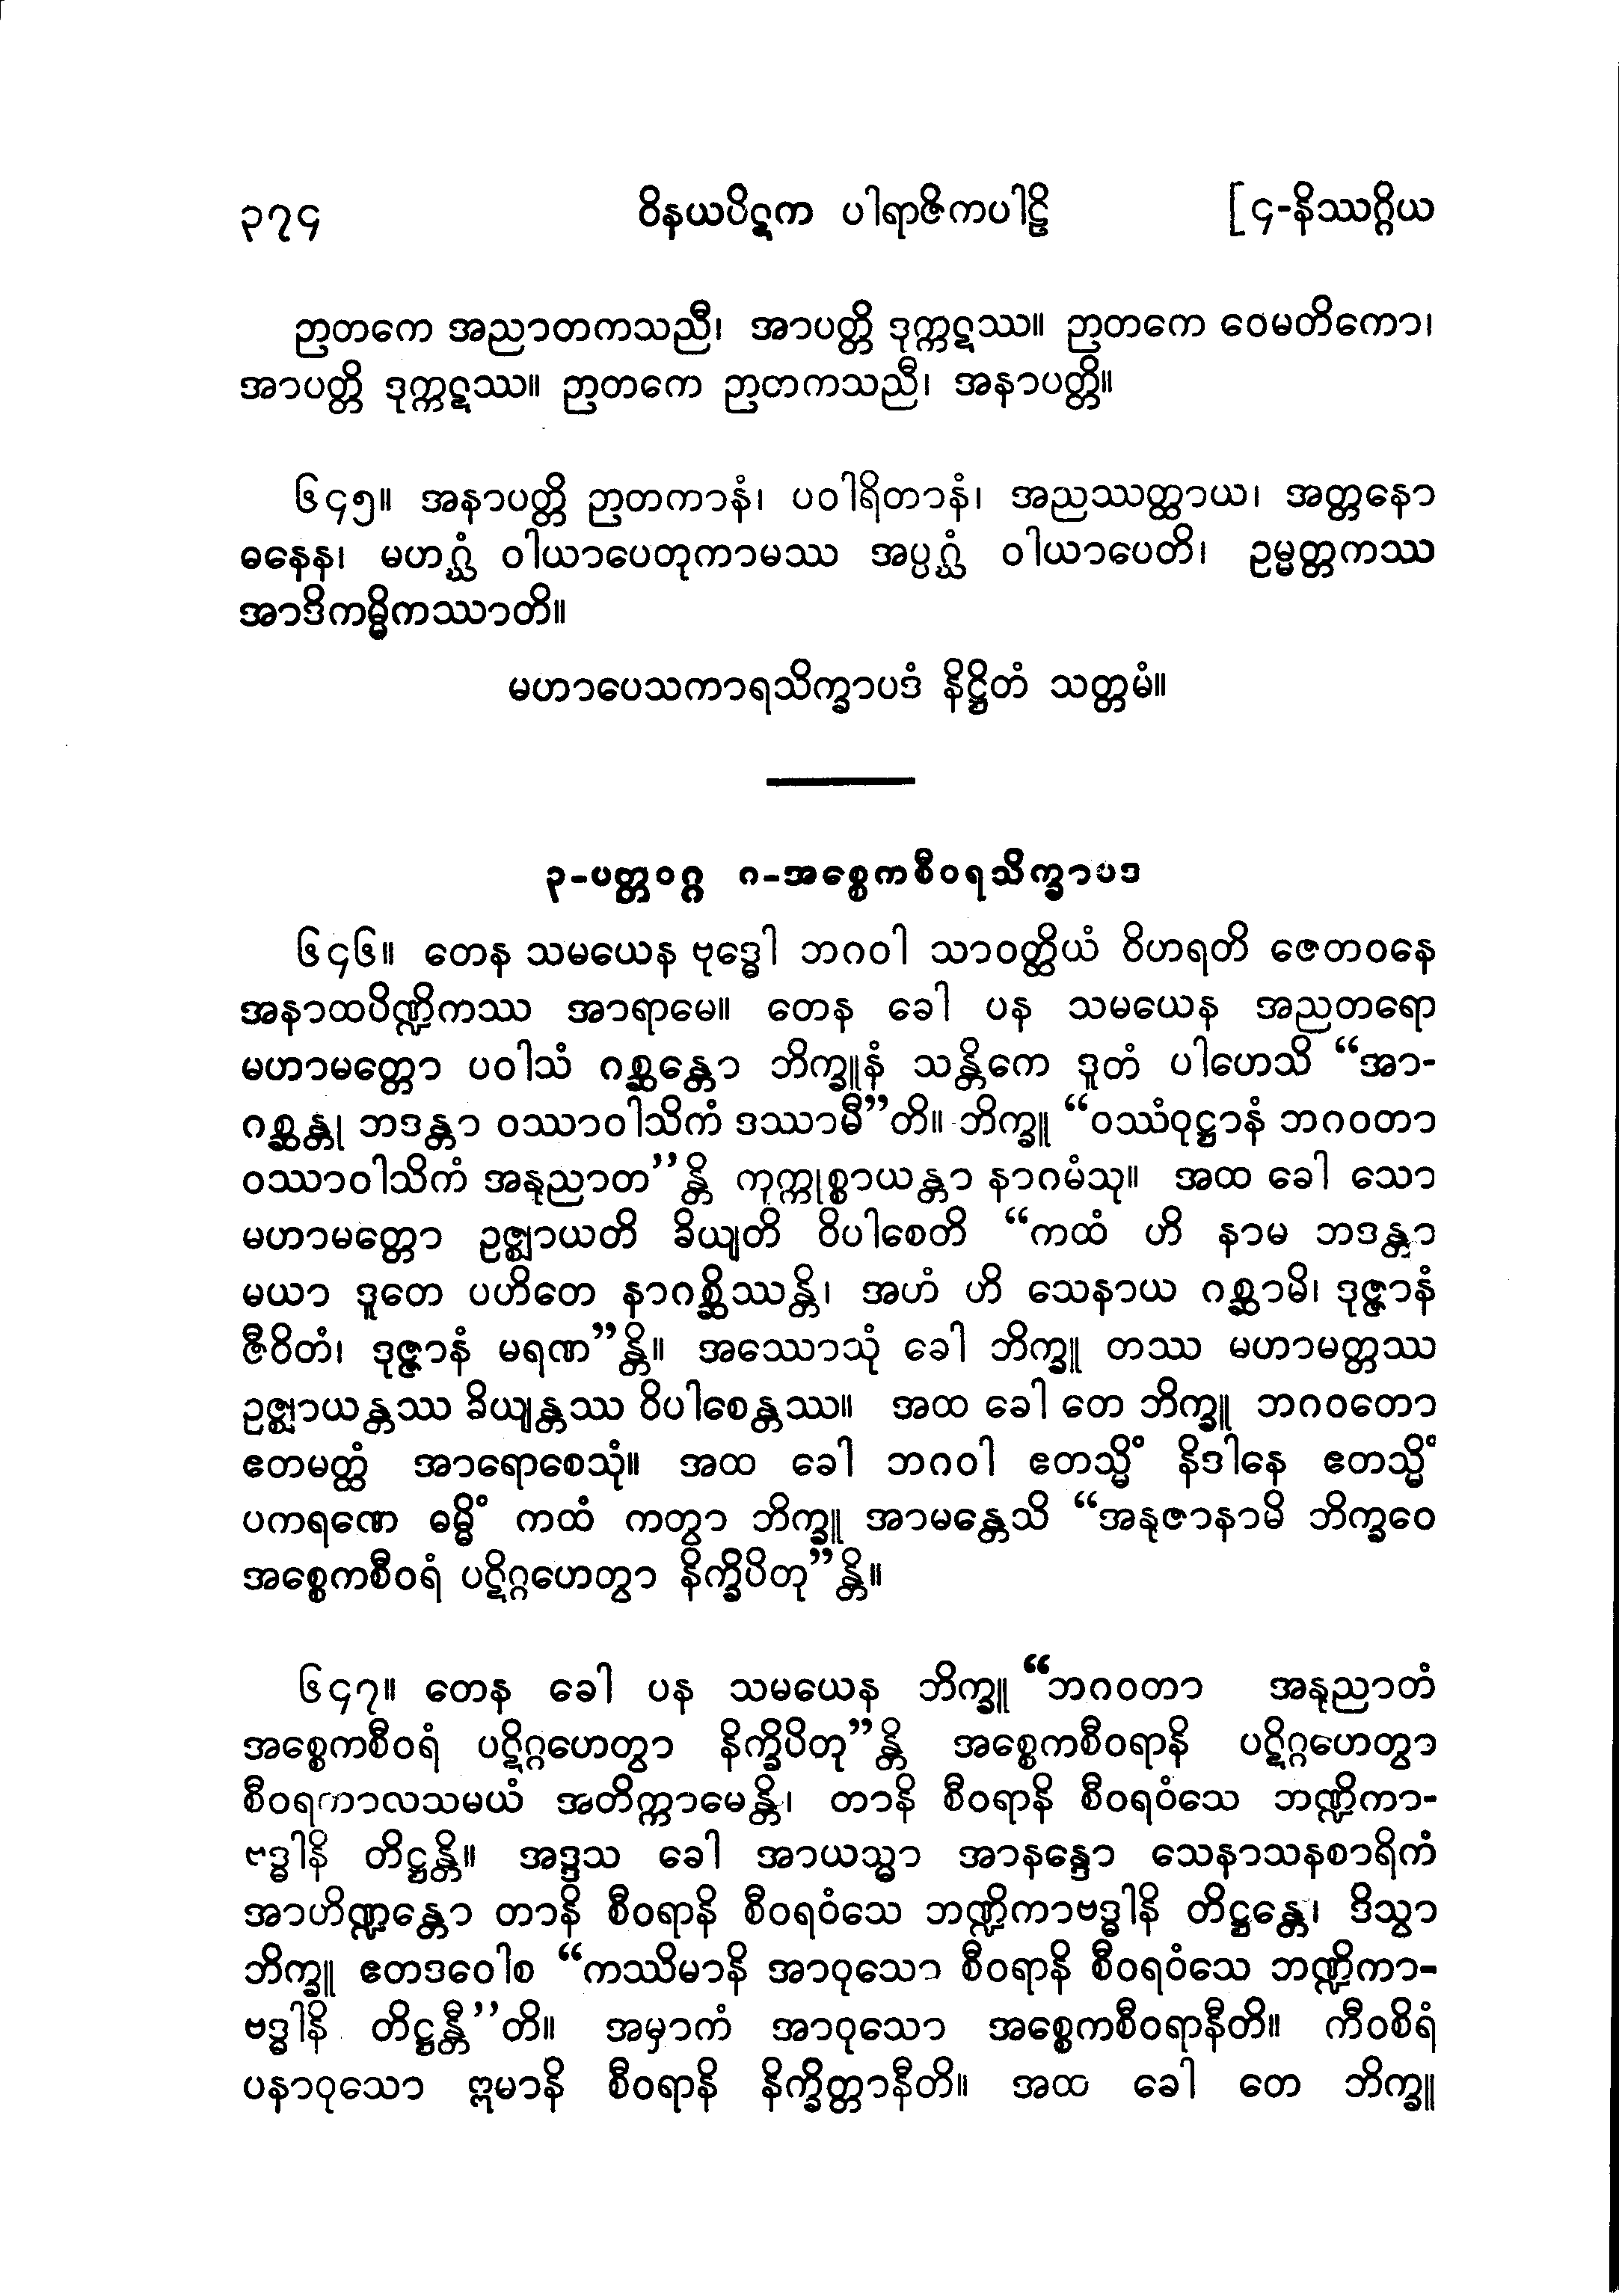 ၃၇၄ ဝိနယပိဋက ပါရာဇိကပါဠိ [၄-နိဿဂ္ဂိယ
ဉာတကေ အညာတကသညီ၊ အာပတ္တိ ဒုက္ကဋဿ။ ဉာတကေ ဝေမတိကော၊
အာပတ္တိ ဒုက္ကဋဿ။ ဉာတကေ ဉာတကသညီ၊ အနာပတ္တိ။
၆၄၅။ အနာပတ္တိ ဉာတကာနံ၊ ပဝါရိတာနံ၊ အညဿတ္ထာယ၊ အတ္တနော
ဓနေန၊ မဟဂ္ဃံ ဝါယာပေတုကာမဿ အပ္ပဂ္ဃံ ဝါယာပေတိ၊ ဥမ္မတ္တကဿ
အာဒိကမ္မိကဿာတိ။
မဟာပေသကာရသိက္ခာပဒံ နိဋ္ဌိတံ သတ္တမံ။
၃-ပတ္တဝဂ္ဂ ၈-အစ္စေကစီဝရသိက္ခာပဒ
၆၄၆။ တေန သမယေန ဗုဒ္ဓေါ ဘဂဝါ သာဝတ္ထိယံ ဝိဟရတိ ဇေတဝနေ
အနာထပိဏ္ဍိကဿ အာရာမေ။ တေန ခေါ ပန သမယေန အညတရော
မဟာမတ္တော ပဝါသံ ဂစ္ဆန္တော ဘိက္ခူနံ သန္တိကေ ဒူတံ ပါဟေသိ “အာ-
ဂစ္ဆန္တု ဘဒန္တာ ဝဿာဝါသိကံ ဒဿာမီ”တိ။ ဘိက္ခူ “ဝဿံဝုဋ္ဌာနံ ဘဂဝတာ
ဝဿာဝါသိကံ အနုညာတ”န္တိ ကုက္ကုစ္စာယန္တာ နာဂမံသု။ အထ ခေါ သော
မဟာမတ္တော ဥဇ္ဈာယတိ ခိယျတိ ဝိပါစေတိ “ကထံ ဟိ နာမ ဘဒန္တာ
မယာ ဒူတေ ပဟိတေ နာဂစ္ဆိဿန္တိ၊ အဟံ ဟိ သေနာယ ဂစ္ဆာမိ၊ ဒုဇ္ဇာနံ
ဇီဝိတံ၊ ဒုဇ္ဇာနံ မရဏ”န္တိ။ အဿောသုံ ခေါ ဘိက္ခူ တဿ မဟာမတ္တဿ
ဥဇ္ဈာယန္တဿ ခိယျန္တဿ ဝိပါစေန္တဿ။ အထ ခေါ တေ ဘိက္ခူ ဘဂဝတော
ဧတမတ္ထံ အာရောစေသုံ။ အထ ခေါ ဘဂဝါ ဧတသ္မိံ နိဒါနေ ဧတသ္မိံ
ပကရဏေ ဓမ္မိံ ကထံ ကတွာ ဘိက္ခူ အာမန္တေသိ “အနုဇာနာမိ ဘိက္ခဝေ
အစ္စေကစီဝရံ ပဋိဂ္ဂဟေတွာ နိက္ခိပိတု”န္တိ။
၆၄၇။ တေန ခေါ ပန သမယေန ဘိက္ခူ “ဘဂဝတာ အနုညာတံ
အစ္စေကစီဝရံ ပဋိဂ္ဂဟေတွာ နိက္ခိပိတု”န္တိ အစ္စေကစီဝရာနိ ပဋိဂ္ဂဟေတွာ
စီဝရကာလသမယံ အတိက္ကာမေန္တိ၊ တာနိ စီဝရာနိ စီဝရဝံသေ ဘဏ္ဍိကာ-
ဗဒ္ဓါနိ တိဋ္ဌန္တိ။ အဒ္ဒသ ခေါ အာယသ္မာ အာနန္ဒော သေနာသနစာရိကံ
အာဟိဏ္ဍန္တော တာနိ စီဝရာနိ စီဝရဝံသေ ဘဏ္ဍိကာဗဒ္ဓါနိ တိဋ္ဌန္တေ၊ ဒိသွာ
ဘိက္ခူ ဧတဒဝေါစ “ကဿိမာနိ အာဝုသော စီဝရာနိ စီဝရဝံသေ ဘဏ္ဍိကာ-
ဗဒ္ဓါနိ တိဋ္ဌန္တီ”တိ။ အမှာကံ အာဝုသော အစ္စေကစီဝရာနီတိ။ ကီဝစိရံ
ပနာဝုသော ဣမာနိ စီဝရာနိ နိက္ခိတ္တာနီတိ။ အထ ခေါ တေ ဘိက္ခူ